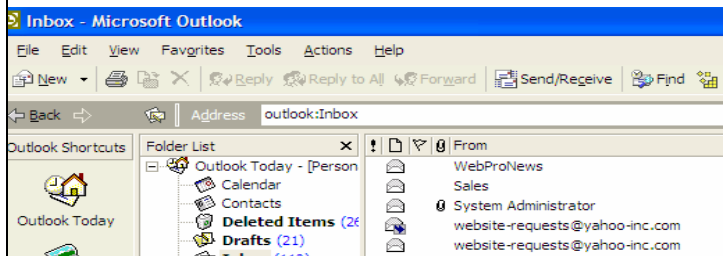 Inbox - Microsoft Outlook
File Edit View Favorites Tools Actions Help
New Reply Reply to All Forward Send/Receive Find
Back Address outlook:Inbox
Outlook Shortcuts Folder List From
Outlook Today - [Person WebProNews
Calendar Sales
Contacts System Administrator
Outlook Today Deleted Items (26 website-requests@yahoo-inc.com
Drafts (21) website-requests@yahoo-inc.com